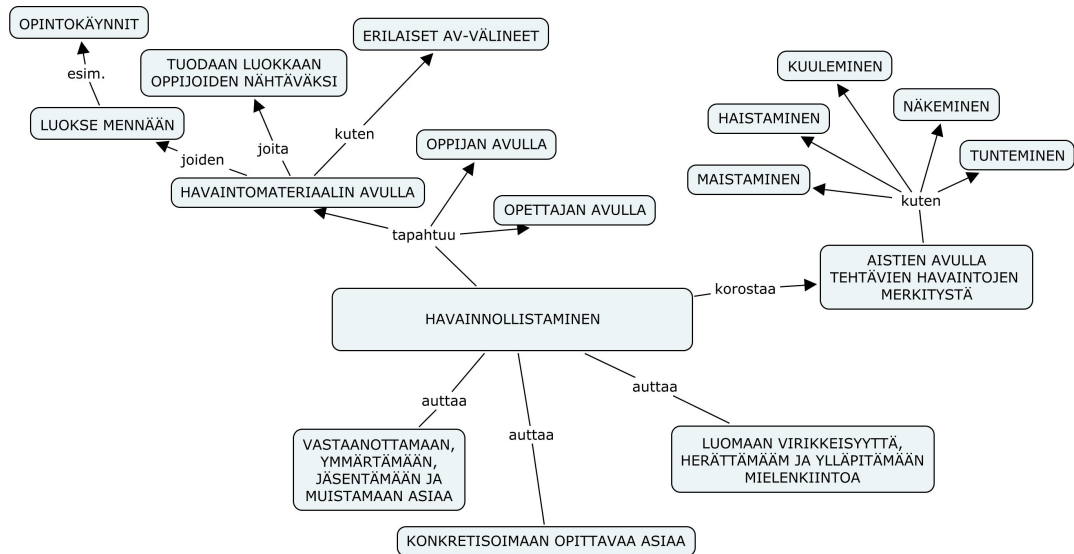 OPINTOKÄYNNIT
esim.
LUOKSE MENNÄÄN
joiden
TUODAAN LUOKKAAN
OPPIJOIDEN NÄHTÄVÄKSI
joita
ERILAISET AV-VÄLINEET
kuten
HAVAINTOMATERIAALIN AVULLA
OPPIJAN AVULLA
OPETTAJAN AVULLA
tapahtuu
KUULEMINEN
NÄKEMINEN
HAISTAMINEN
TUNTEMINEN
MAISTAMINEN
kuten
AISTIEN AVULLA
TEHTÄVIEN HAVAINTOJEN
MERKITYSTÄ
korostaa
HAVAINNOLLISTAMINEN
auttaa
VASTAANOTTAMAAN,
YMMÄRTÄMÄÄN,
JÄSENTÄMÄÄN JA
MUISTAMAAN ASIAA
auttaa
KONKRETISOIMAAN OPITTAVAA ASIAA
auttaa
LUOMAAN VIRIKKEISYYTTÄ,
HERÄTTÄMÄÄM JA YLLÄPITÄMÄÄN
MIELENKIINTOA